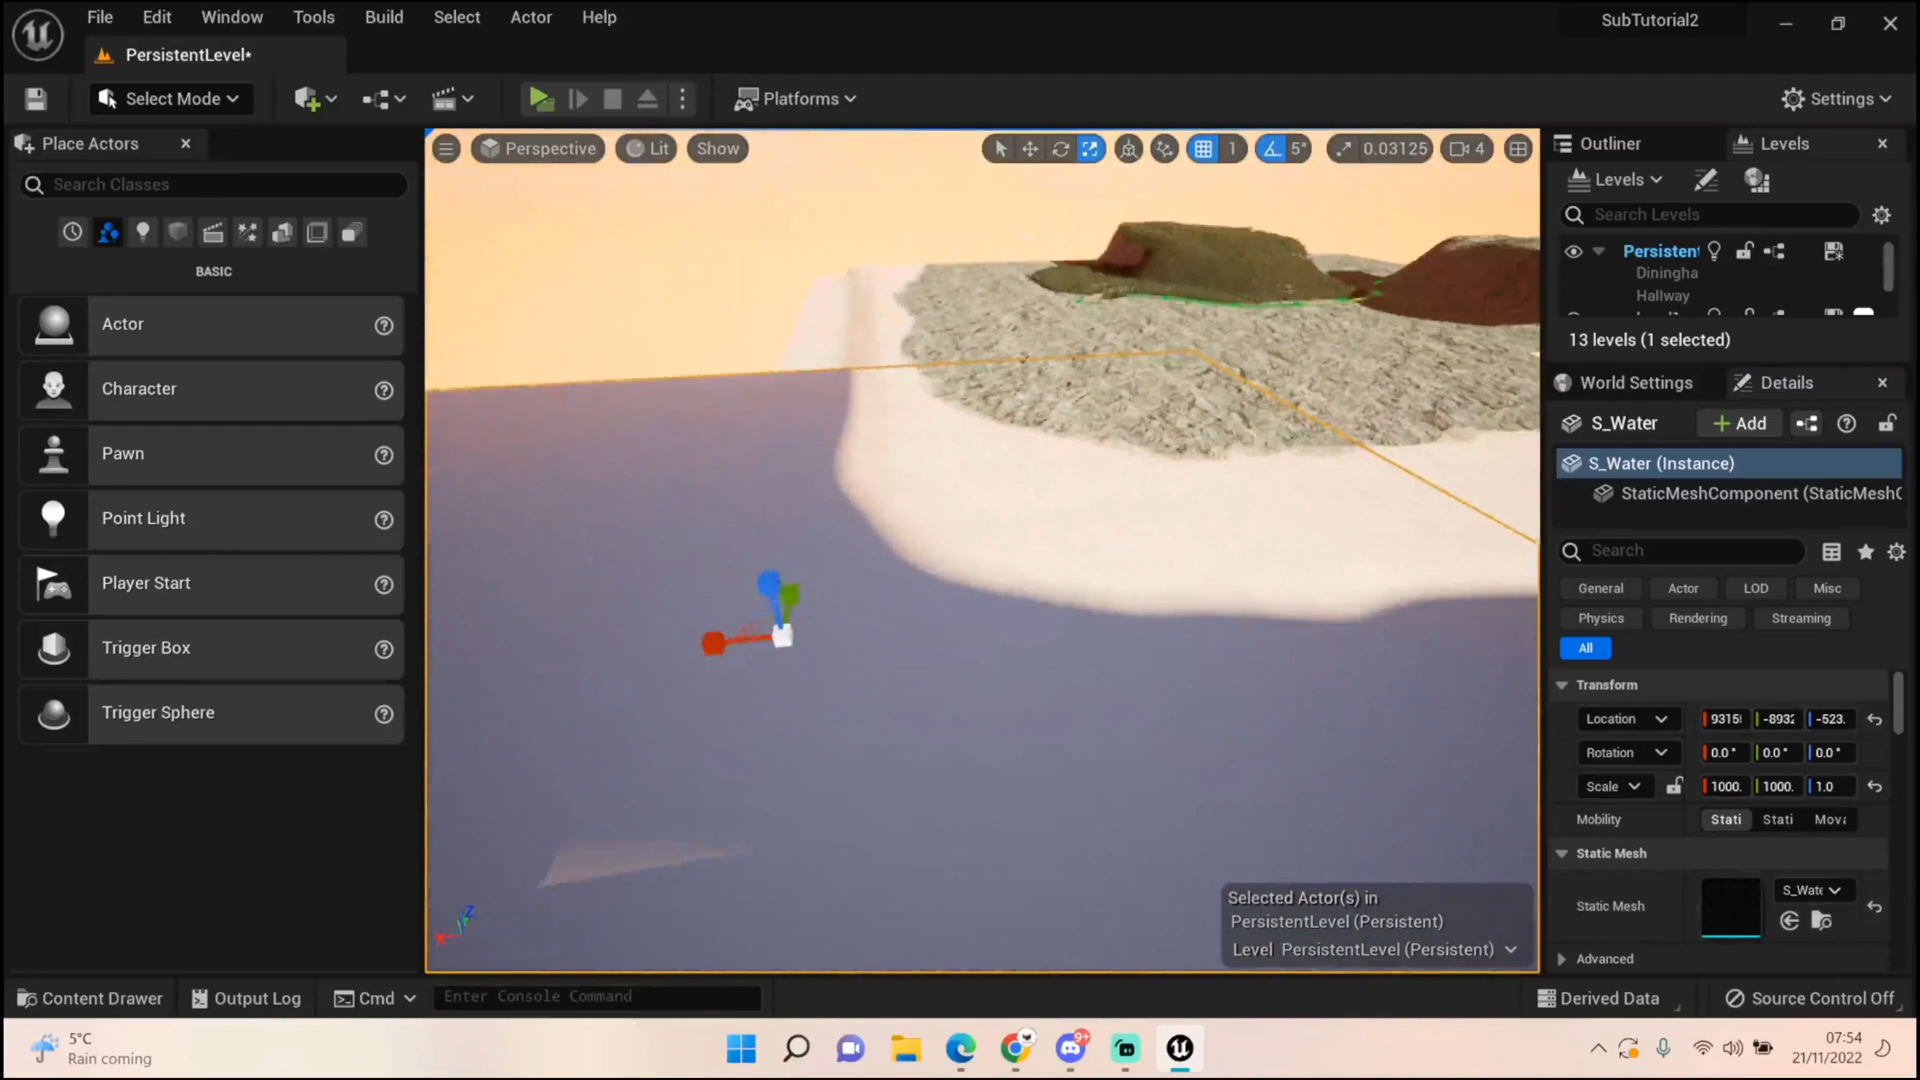 File Edit Window Tools Build Select Actor Help
SubTutorial2
PersistentLevel*
Select Mode
Platforms
Settings
Place Actors
Search Classes
BASIC
Actor
Character
Pawn
Point Light
Player Start
Trigger Box
Trigger Sphere
Perspective Lit Show
1 5° 0.03125 4
Outliner Levels
Levels
Search Levels
Persistent
Diningha
Hallway
13 levels (1 selected)
World Settings Details
S_Water + Add
S_Water (Instance)
StaticMeshComponent (StaticMeshC
Search
General Actor LOD Misc
Physics Rendering Streaming
All
Transform
Location 9315 -8932 -523.
Rotation 0.0° 0.0° 0.0°
Scale 1000. 1000. 1.0
Mobility Stati Stati Mova
Static Mesh
Static Mesh S_Wate
Advanced
Selected Actor(s) in
PersistentLevel (Persistent)
Level PersistentLevel (Persistent)
Content Drawer Output Log Cmd Enter Console Command
Derived Data Source Control Off
5°C
Rain coming
9+
07:54
21/11/2022